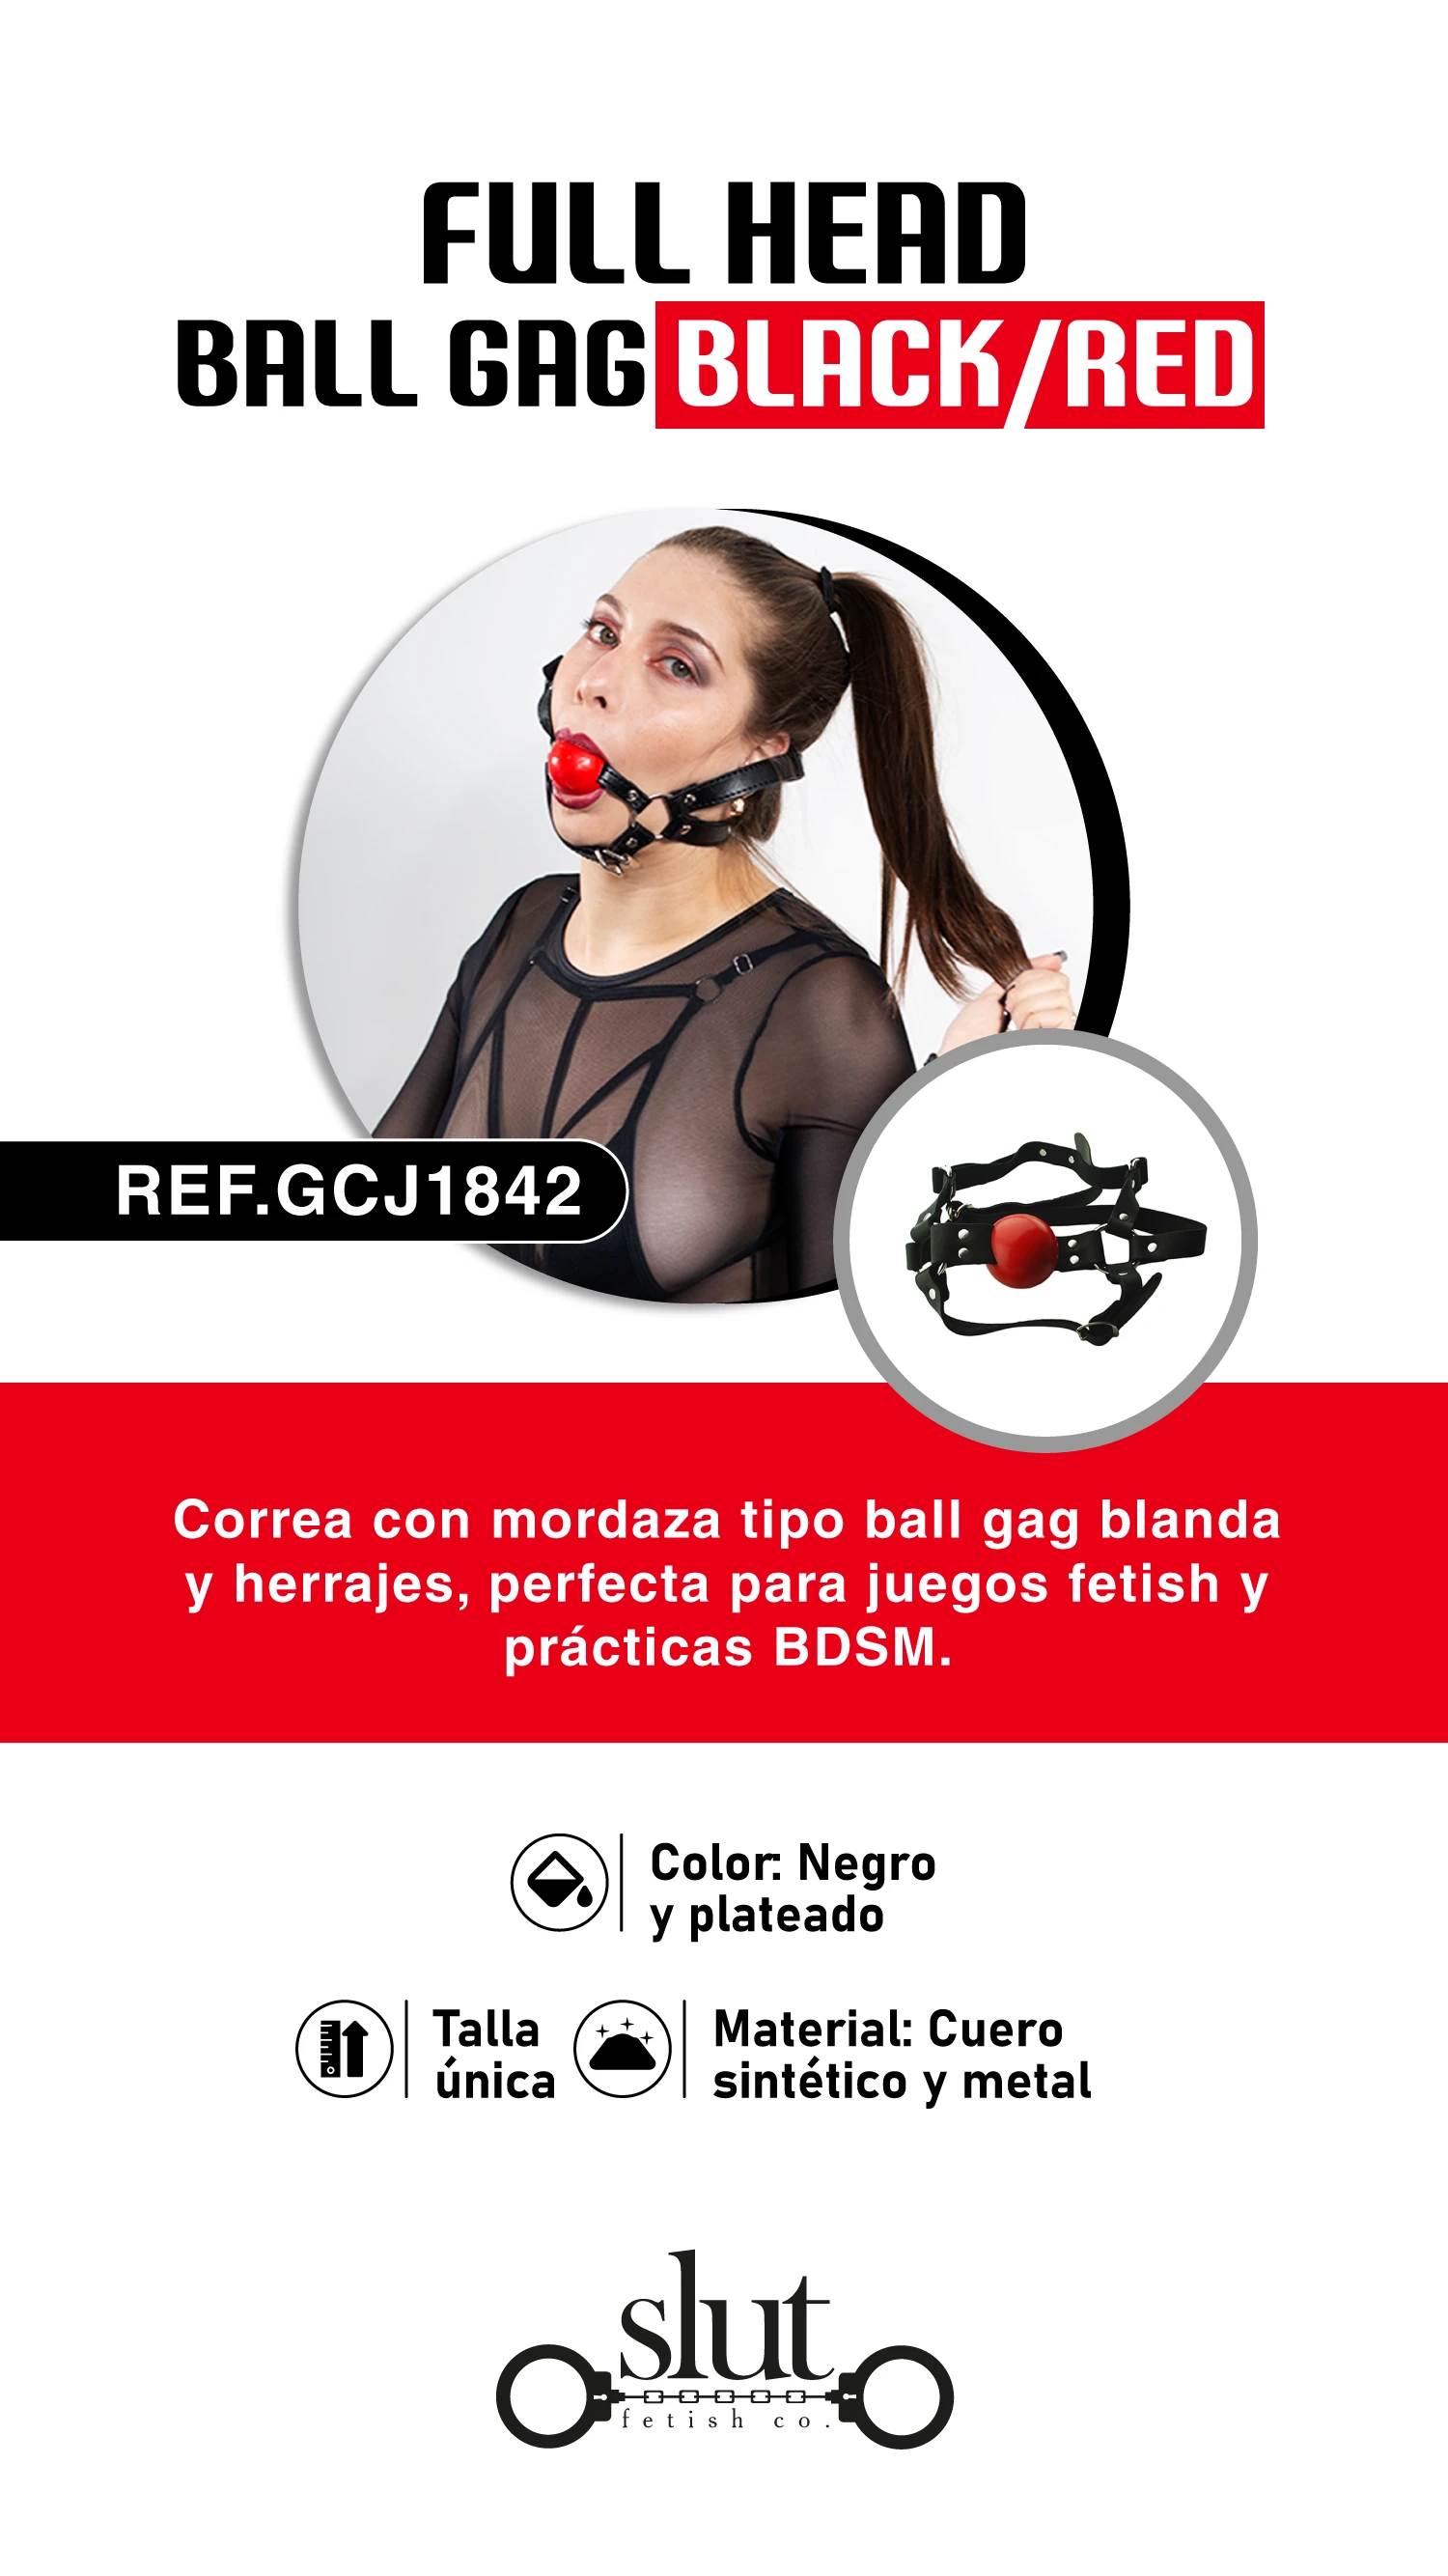 FULL HEAD
BALL GAG BLACK/RED
REF.GCJ1842
Correa con mordaza tipo ball gag blanda
y herrajes, perfecta para juegos fetish y
prácticas BDSM.
Color: Negro
y plateado
Talla
única
Material: Cuero
sintético y metal
slut
fetish co.